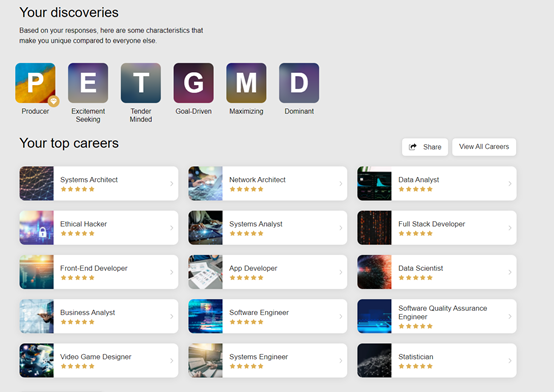 Your discoveries
Based on your responses, here are some characteristics that
make you unique compared to everyone else.
P E T G M D
Producer Excitement Seeking Tender Minded Goal-Driven Maximizing Dominant
Your top careers
Share View All Careers
Systems Architect Network Architect Data Analyst
Ethical Hacker Systems Analyst Full Stack Developer
Front-End Developer App Developer Data Scientist
Business Analyst Software Engineer Software Quality Assurance Engineer
Video Game Designer Systems Engineer Statistician